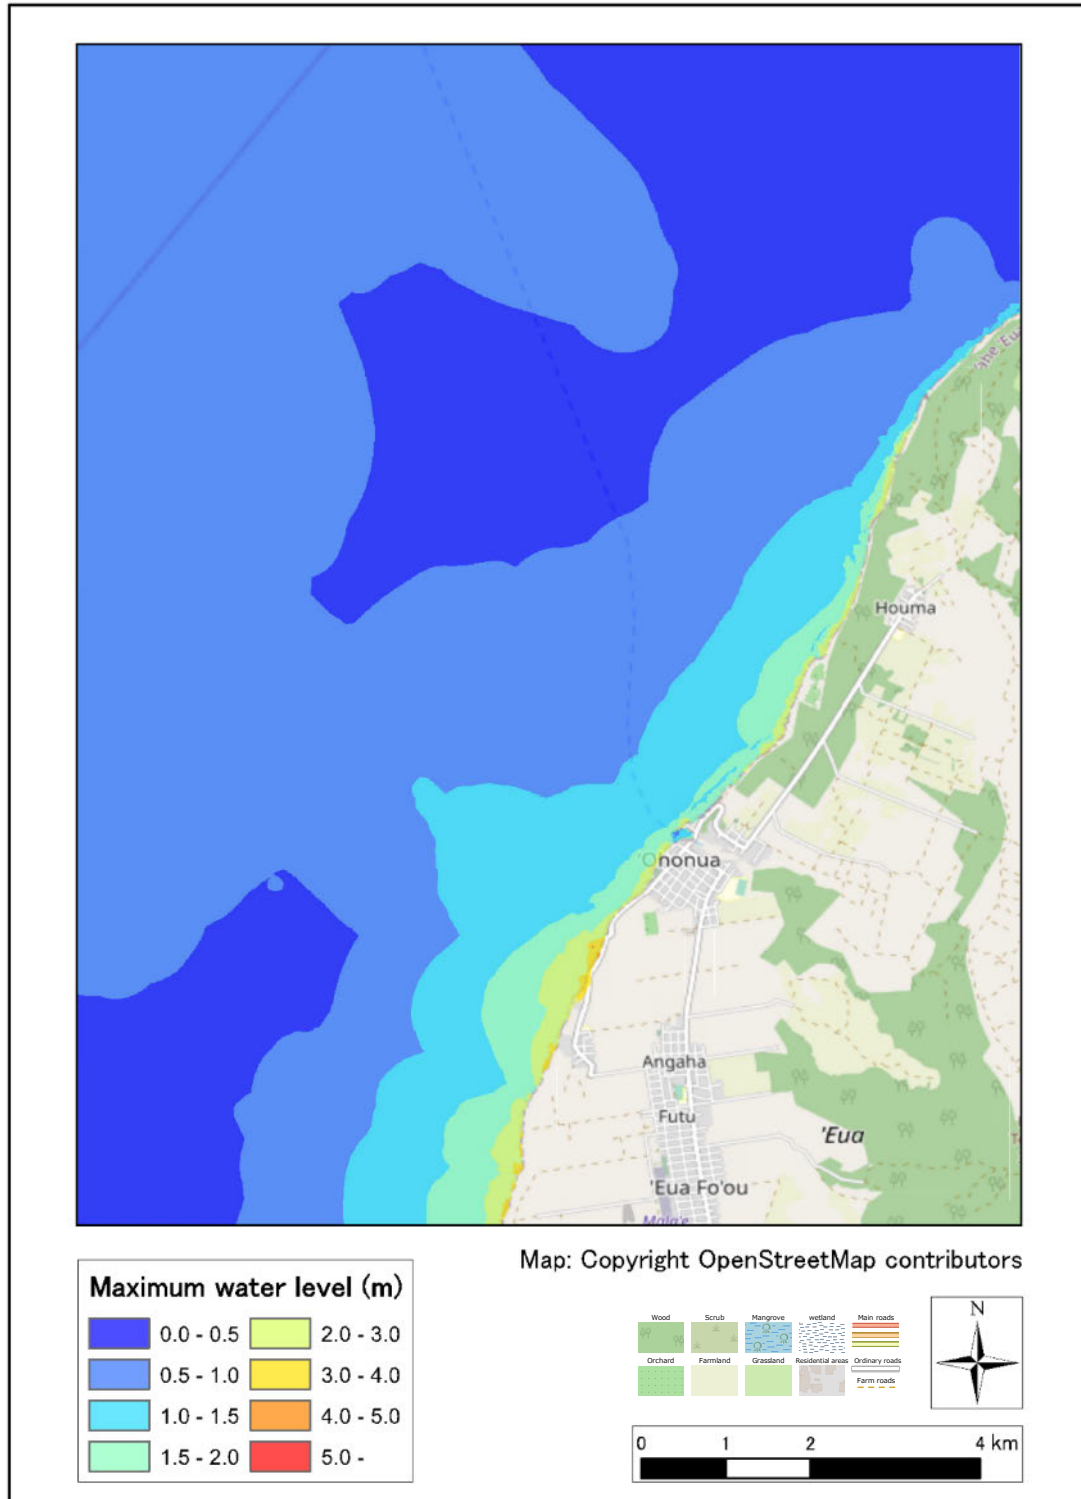 'ahe 'Eu
Houma
'Ononua
Angaha
Futu
'Eua
'Eua Fo'ou
Mala'e
Map: Copyright OpenStreetMap contributors
Maximum water level (m)
0.0 - 0.5 2.0 - 3.0
0.5 - 1.0 3.0 - 4.0
1.0 - 1.5 4.0 - 5.0
1.5 - 2.0 5.0 -
Wood Scrub Mangrove wetland Main roads
Orchard Farmland Grassland Residential areas Ordinary roads
Farm roads
N
0 1 2 4 km